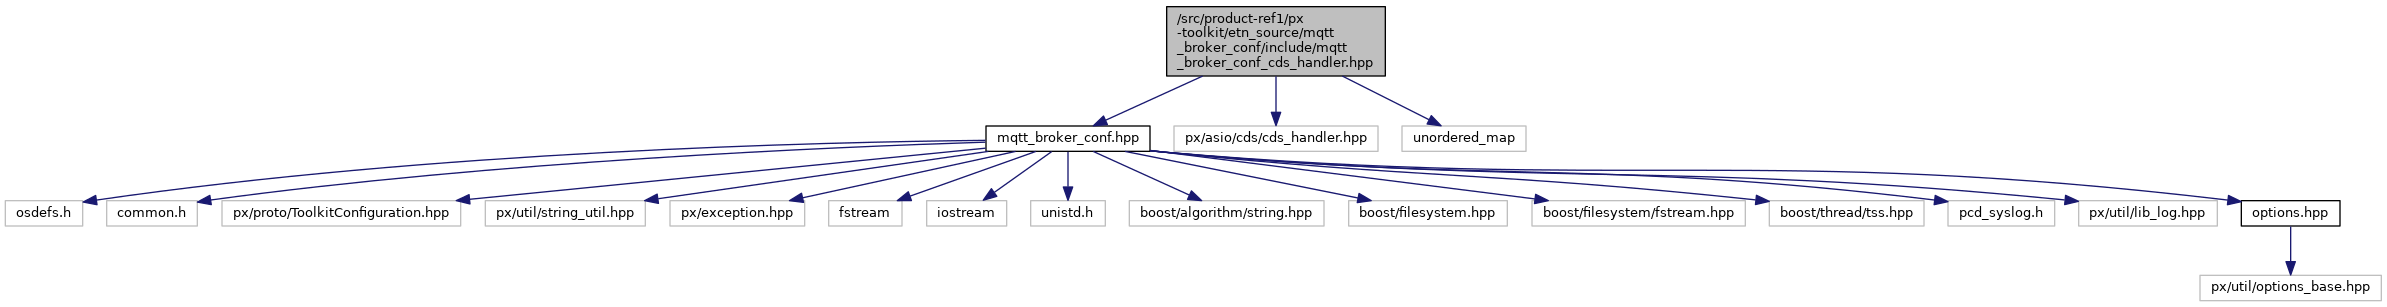 /src/product-ref1/px
-toolkit/etn_source/mqtt
_broker_conf/include/mqtt
_broker_conf_cds_handler.hpp
mqtt_broker_conf.hpp
px/asio/cds/cds_handler.hpp
unordered_map
osdefs.h
common.h
px/proto/ToolkitConfiguration.hpp
px/util/string_util.hpp
px/exception.hpp
fstream
iostream
unistd.h
boost/algorithm/string.hpp
boost/filesystem.hpp
boost/filesystem/fstream.hpp
boost/thread/tss.hpp
pcd_syslog.h
px/util/lib_log.hpp
options.hpp
px/util/options_base.hpp